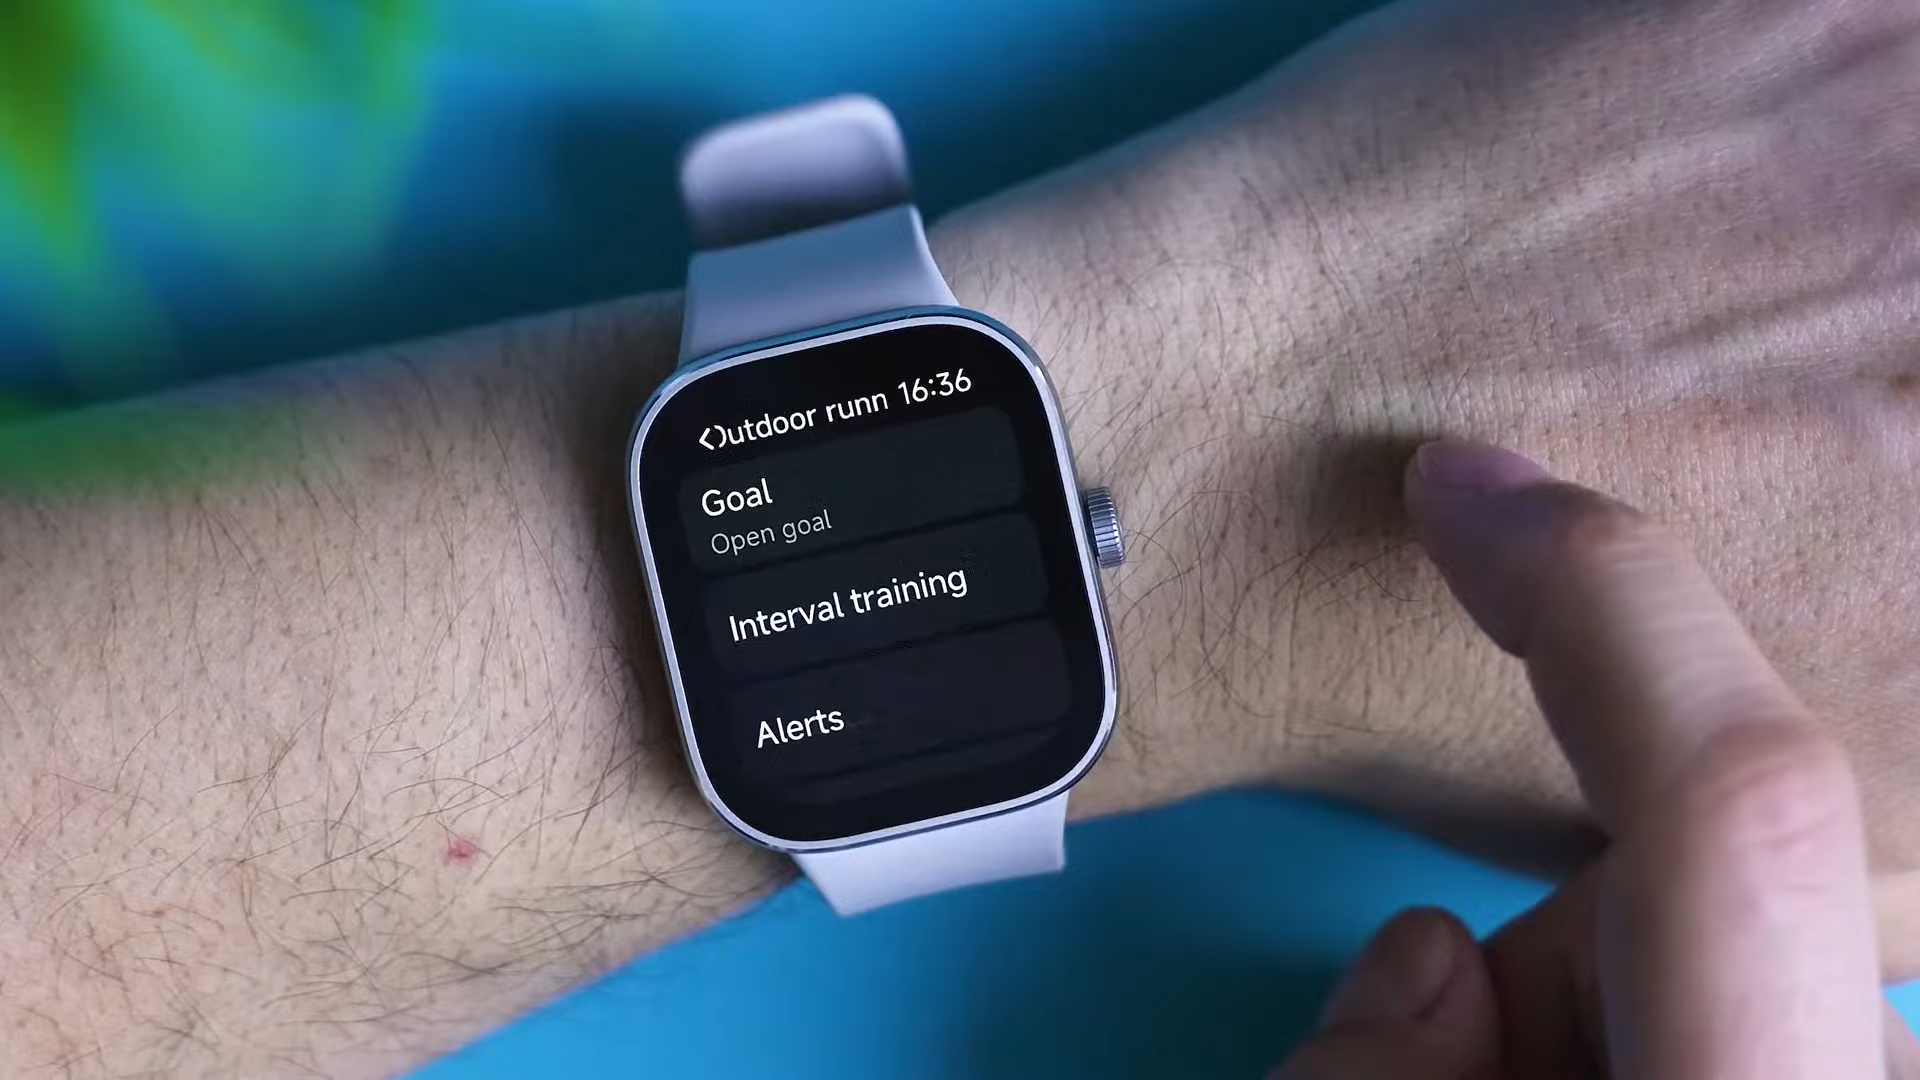 <Outdoor runn 16:36
Goal
Open goal
Interval training
Alerts